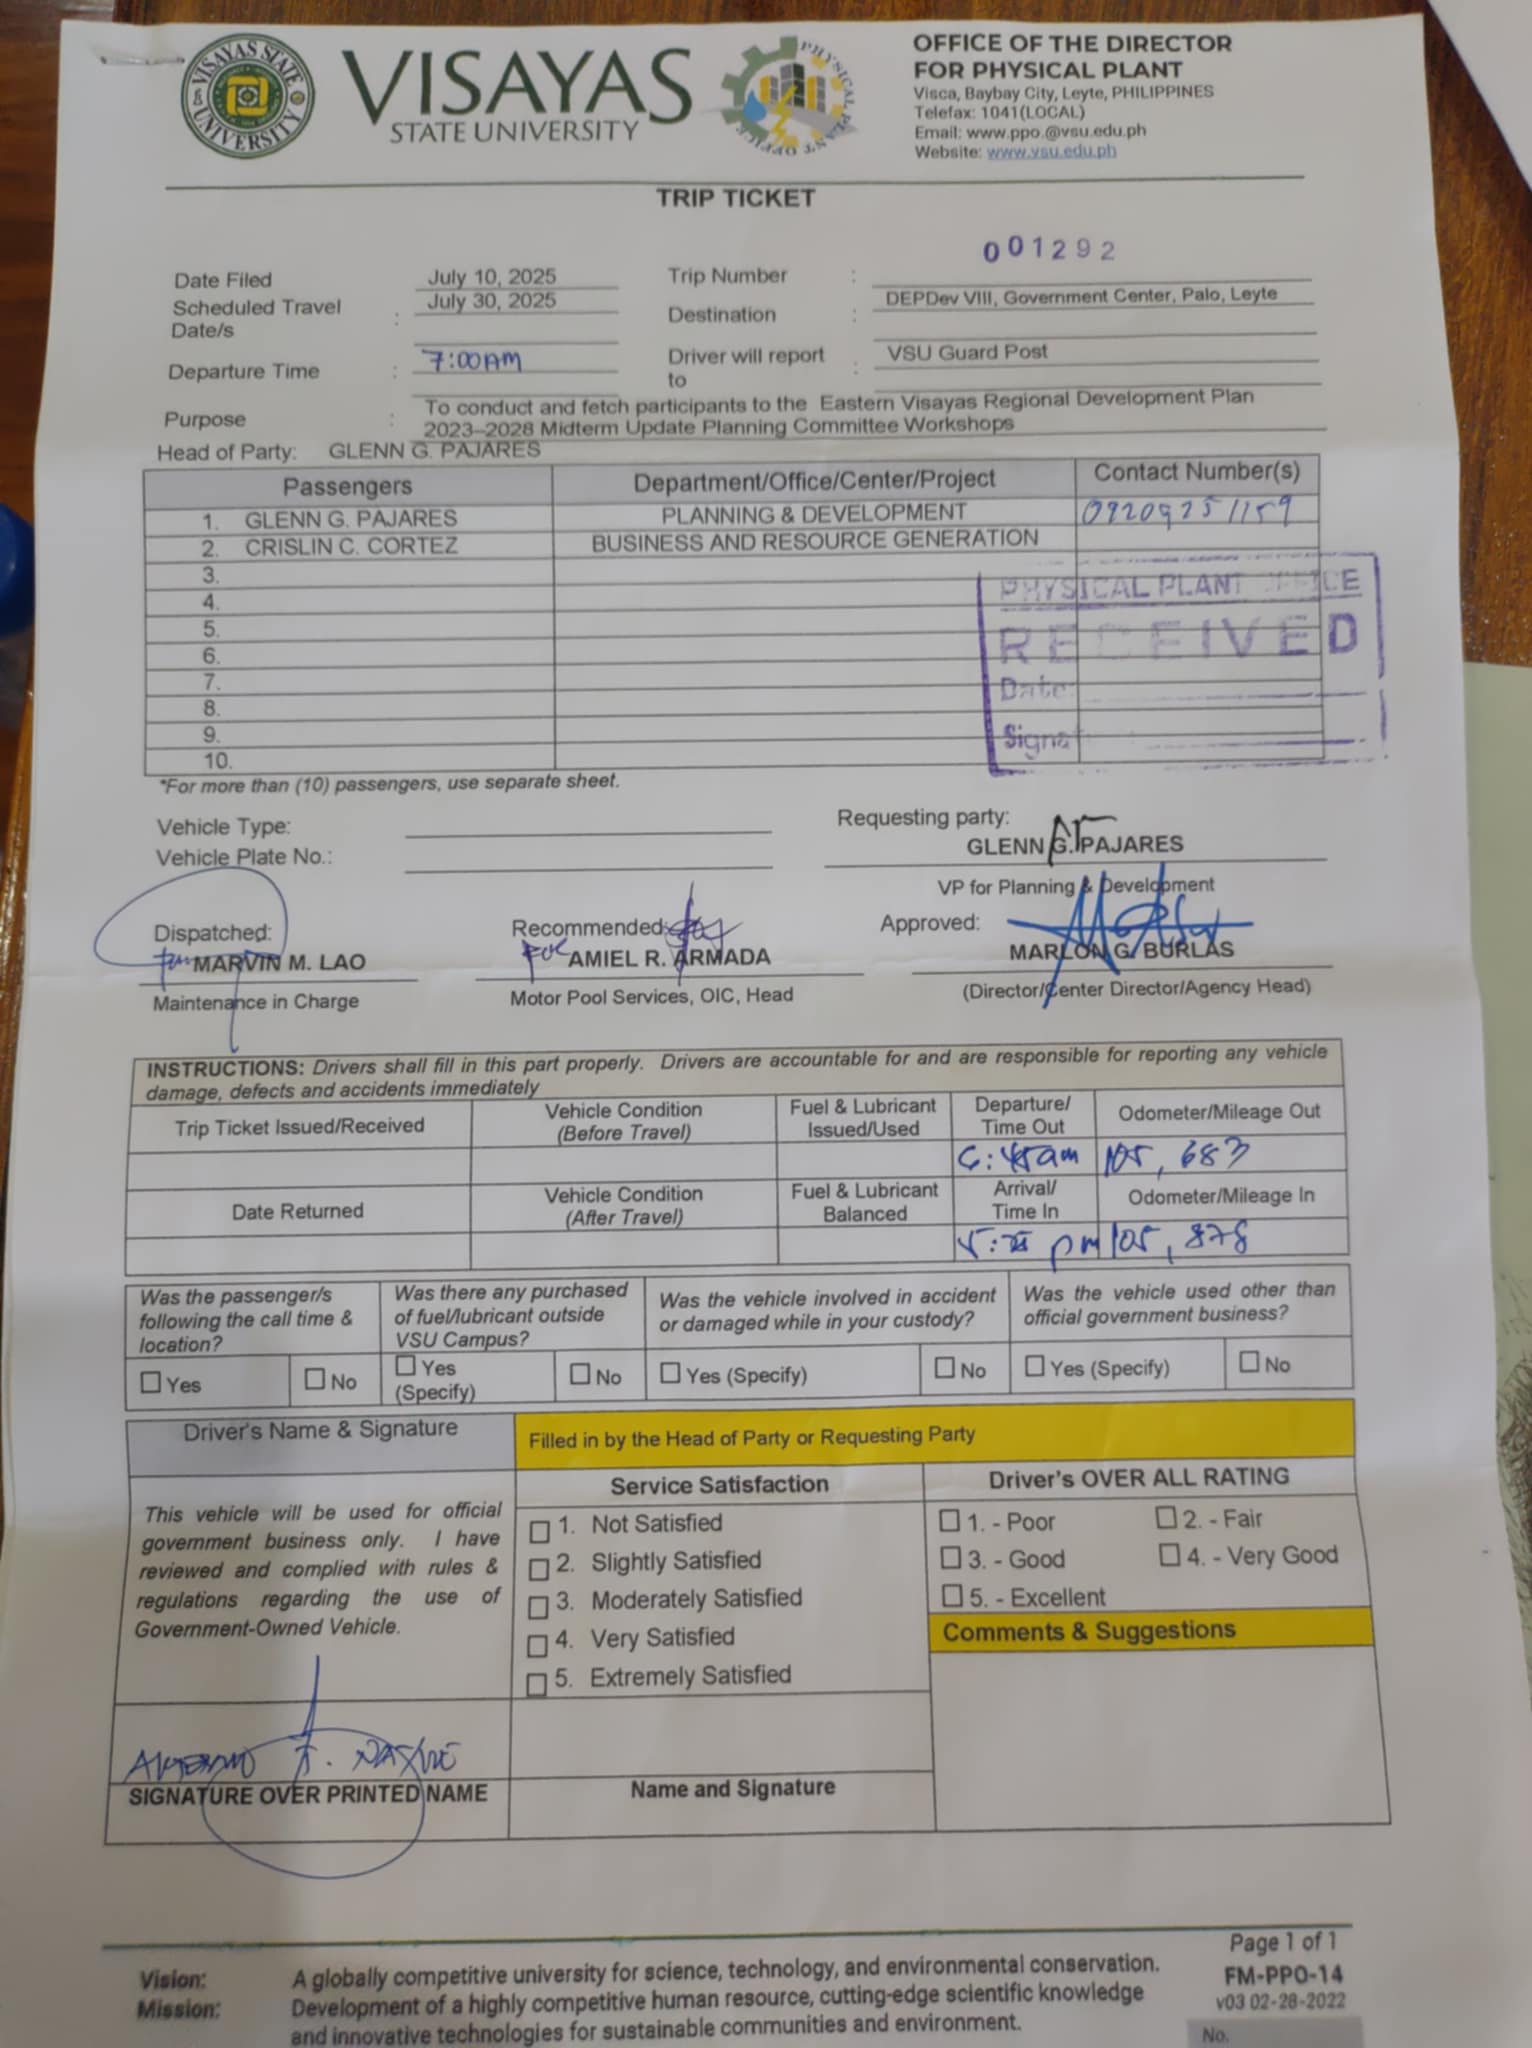 VISAYAS STATE UNIVERSITY
VISAYAS
STATE UNIVERSITY
PHYSICAL PLANT OFFICE
OFFICE OF THE DIRECTOR
FOR PHYSICAL PLANT
Visca, Baybay City, Leyte, PHILIPPINES
Telefax: 1041(LOCAL)
Email: www.ppo.@vsu.edu.ph
Website: www.vsu.edu.ph
TRIP TICKET
Date Filed July 10, 2025 Trip Number : 001292
Scheduled Travel Date/s : July 30, 2025 Destination : DEPDev VIII, Government Center, Palo, Leyte
Departure Time : 7:00AM Driver will report to : VSU Guard Post
Purpose : To conduct and fetch participants to the Eastern Visayas Regional Development Plan
2023–2028 Midterm Update Planning Committee Workshops
Head of Party: GLENN G. PAJARES
Passengers Department/Office/Center/Project Contact Number(s)
1. GLENN G. PAJARES PLANNING & DEVELOPMENT 09209251159
2. CRISLIN C. CORTEZ BUSINESS AND RESOURCE GENERATION
3.
4.
5.
6.
7.
8.
9.
10.
PHYSICAL PLANT OFFICE
RECEIVED
Date:
*For more than (10) passengers, use separate sheet.
Vehicle Type:
Vehicle Plate No.:
Requesting party:
GLENN G. PAJARES
VP for Planning & Development
Dispatched: Recommended: Approved:
MARVIN M. LAO for AMIEL R. ARMADA MARLON G. BURLAS
Maintenance in Charge Motor Pool Services, OIC, Head (Director/Center Director/Agency Head)
INSTRUCTIONS: Drivers shall fill in this part properly. Drivers are accountable for and are responsible for reporting any vehicle
damage, defects and accidents immediately
Trip Ticket Issued/Received Vehicle Condition (Before Travel) Fuel & Lubricant Issued/Used Departure/ Time Out Odometer/Mileage Out
6:45am 105,683
Date Returned Vehicle Condition (After Travel) Fuel & Lubricant Balanced Arrival/ Time In Odometer/Mileage In
pm 105,878
Was the passenger/s following the call time & location? Was there any purchased of fuel/lubricant outside VSU Campus? Was the vehicle involved in accident or damaged while in your custody? Was the vehicle used other than official government business?
☐ Yes ☐ No ☐ Yes (Specify) ☐ No ☐ Yes (Specify) ☐ No ☐ Yes (Specify) ☐ No
Driver's Name & Signature Filled in by the Head of Party or Requesting Party
Service Satisfaction Driver's OVER ALL RATING
This vehicle will be used for official
government business only. I have
reviewed and complied with rules &
regulations regarding the use of
Government-Owned Vehicle.
☐ 1. Not Satisfied
☐ 2. Slightly Satisfied
☐ 3. Moderately Satisfied
☐ 4. Very Satisfied
☐ 5. Extremely Satisfied
☐ 1. - Poor ☐ 2. - Fair
☐ 3. - Good ☐ 4. - Very Good
☐ 5. - Excellent
Comments & Suggestions
SIGNATURE OVER PRINTED NAME Name and Signature
Page 1 of 1
FM-PPO-14
v03 02-28-2022
No.
Vision: A globally competitive university for science, technology, and environmental conservation.
Mission: Development of a highly competitive human resource, cutting-edge scientific knowledge
and innovative technologies for sustainable communities and environment.